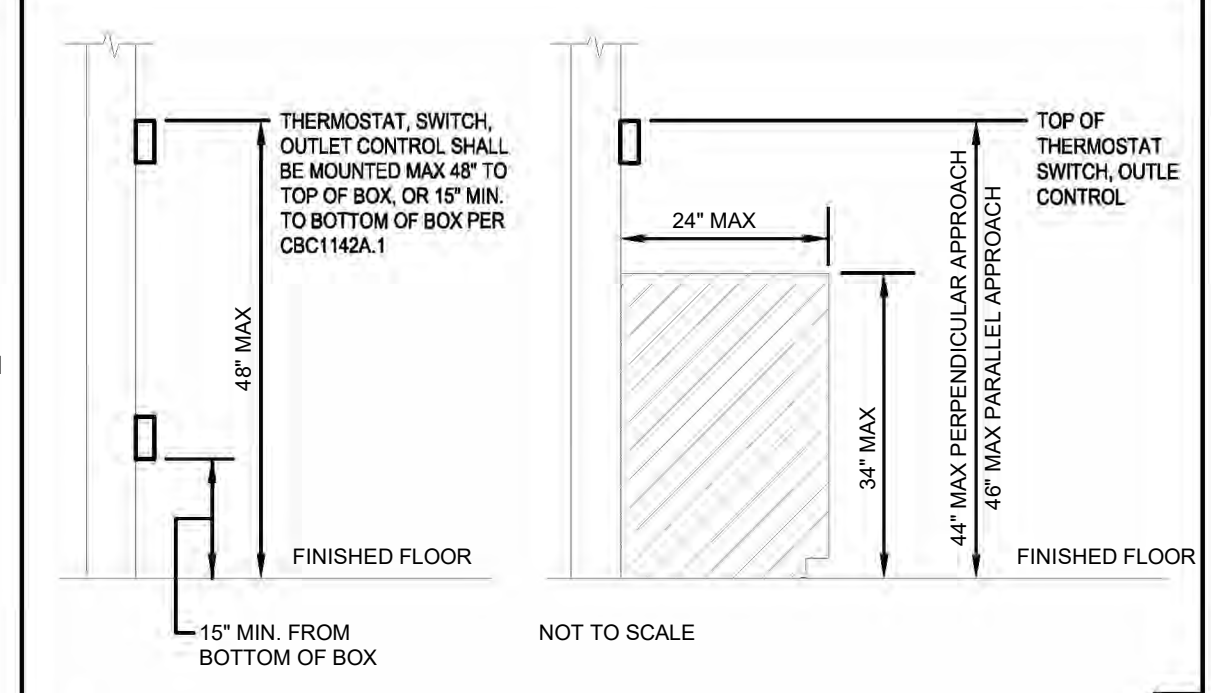 THERMOSTAT, SWITCH,
OUTLET CONTROL SHALL
BE MOUNTED MAX 48" TO
TOP OF BOX, OR 15" MIN.
TO BOTTOM OF BOX PER
CBC1142A.1
48" MAX
FINISHED FLOOR
15" MIN. FROM
BOTTOM OF BOX
TOP OF
THERMOSTAT
SWITCH, OUTLE
CONTROL
24" MAX
34" MAX
44" MAX PERPENDICULAR APPROACH
46" MAX PARALLEL APPROACH
FINISHED FLOOR
NOT TO SCALE